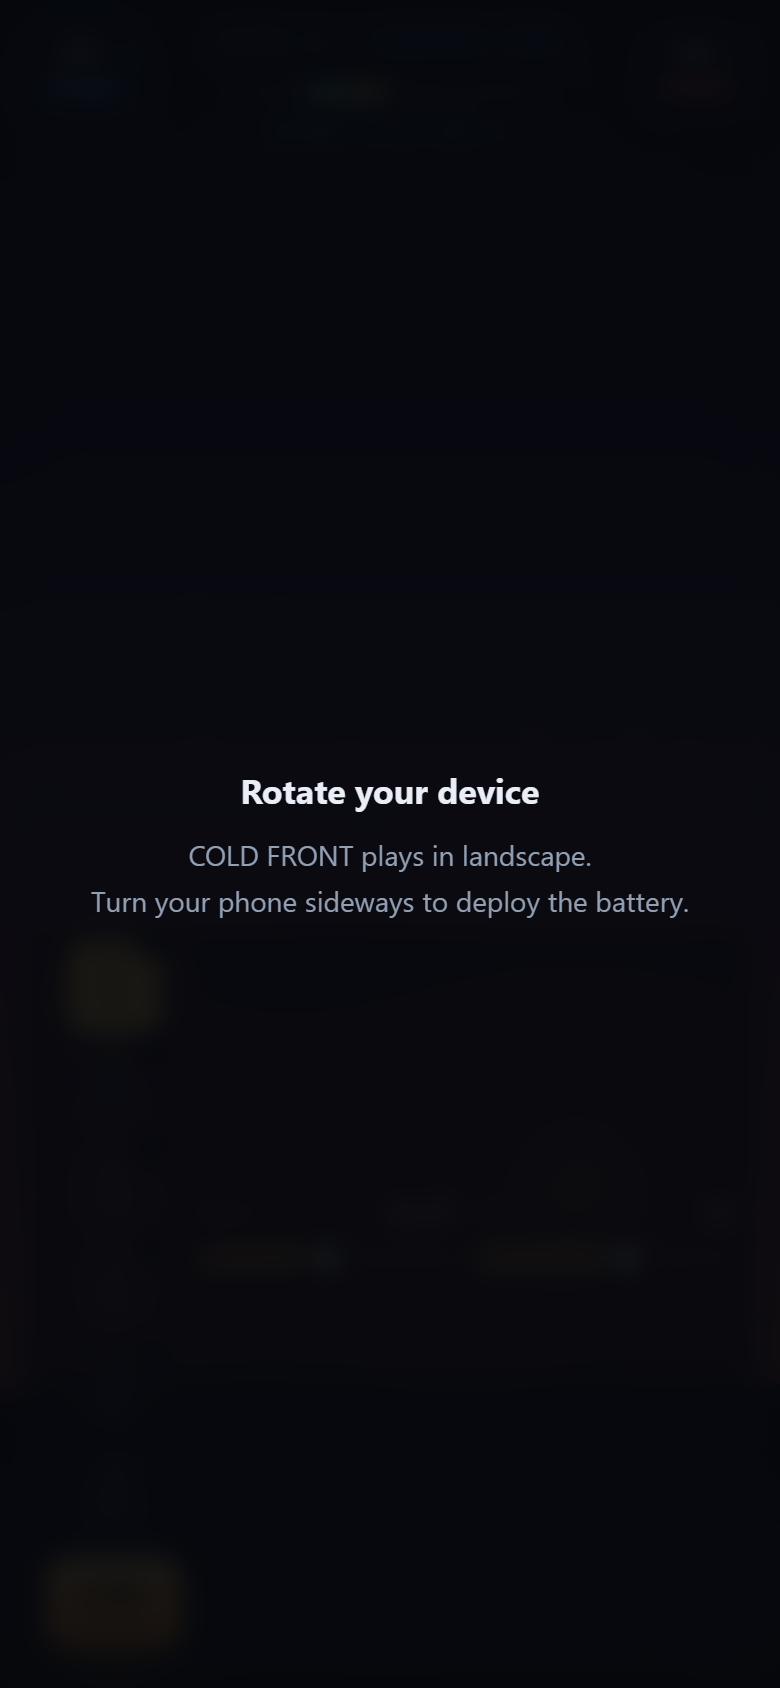 Rotate your device
COLD FRONT plays in landscape.
Turn your phone sideways to deploy the battery.